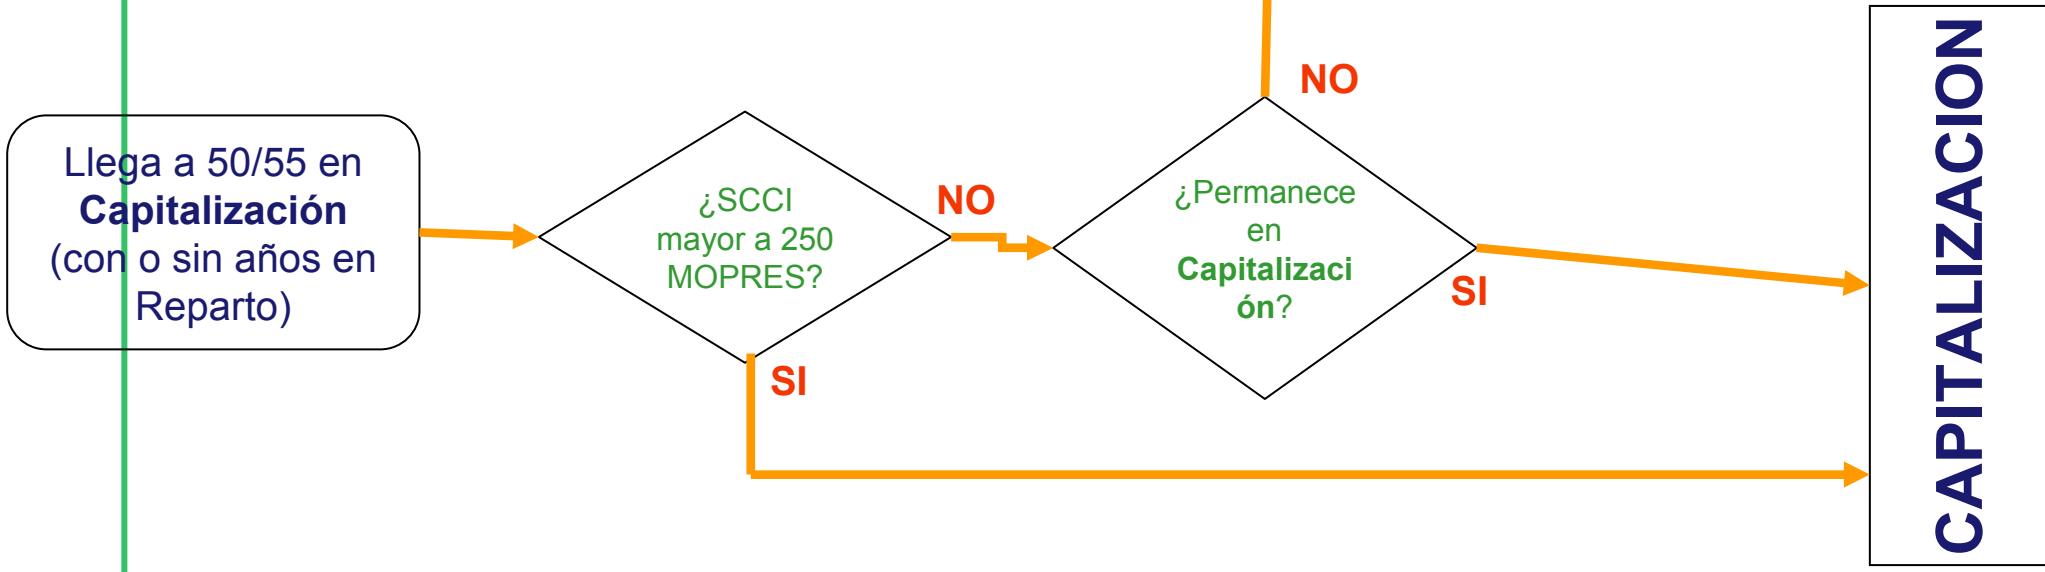 Llega a 50/55 en
Capitalización
(con o sin años en
Reparto)
¿SCCI
mayor a 250
MOPRES?
NO
SI
¿Permanece
en
Capitalizaci
ón?
NO
SI
CAPITALIZACION